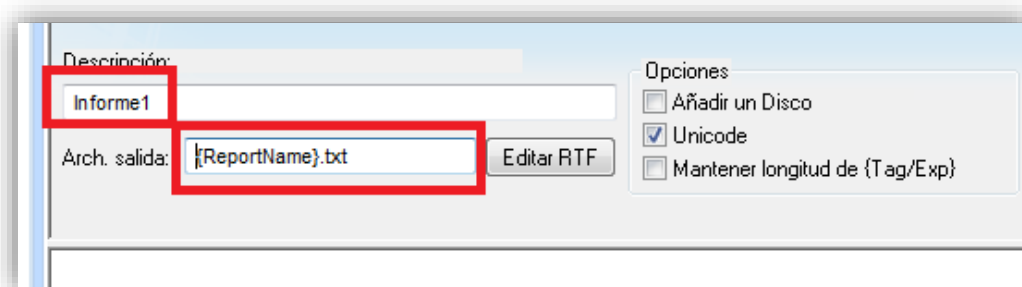 Descripción:
Informe1
Arch. salida:
{ReportName}.txt
Editar RTF
Opciones
Añadir un Disco
Unicode
Mantener longitud de {Tag/Exp}